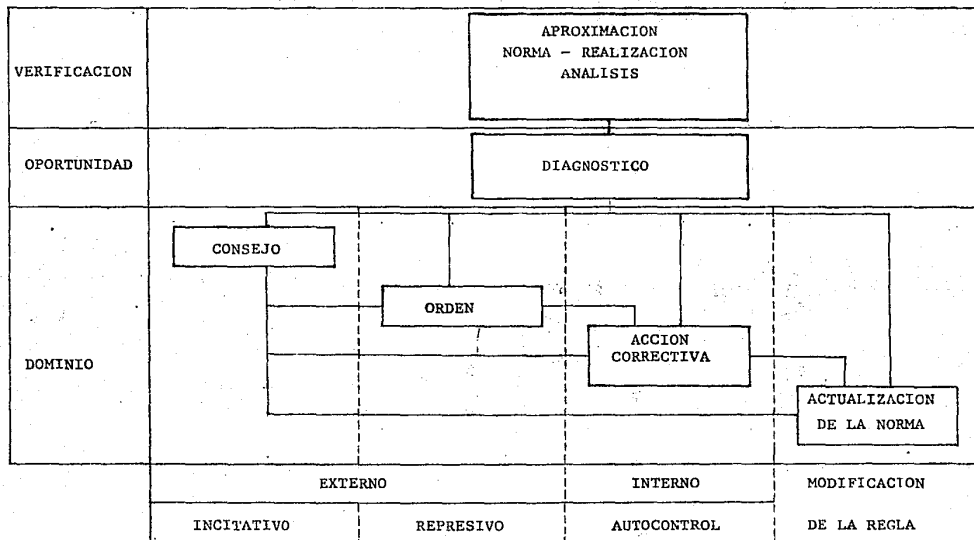 APROXIMACION
NORMA - REALIZACION
ANALISIS
VERIFICACION
OPORTUNIDAD
DIAGNOSTICO
CONSEJO
ORDEN
ACCION
CORRECTIVA
DOMINIO
ACTUALIZACION
DE LA NORMA
EXTERNO
INTERNO
MODIFICACION
INCITATIVO
REPRESIVO
AUTOCONTROL
DE LA REGLA